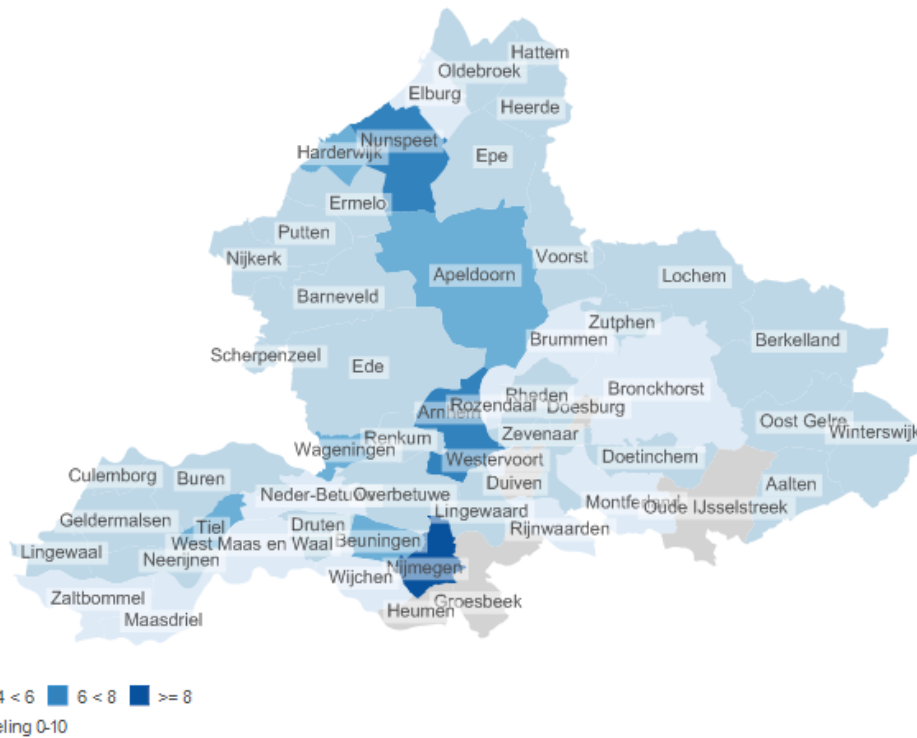 Hattem
Oldebroek
Elburg
Heerde
Nunspeet
Harderwijk
Epe
Ermelo
Putten
Nijkerk
Voorst
Apeldoorn
Lochem
Barneveld
Zutphen
Brummen
Berkelland
Scherpenzeel
Ede
Bronckhorst
Rheden
Rozendaal
Doesburg
Arnhem
Oost Gelre
Winterswijk
Zevenaar
Renkum
Wageningen
Westervoort
Doetinchem
Culemborg
Buren
Duiven
Aalten
Neder-Betuwe
Overbetuwe
Montferland
Oude IJsselstreek
Lingewaard
Geldermalsen
Tiel
Druten
Rijnwaarden
West Maas en Waal
Beuningen
Lingewaal
Neerijnen
Nijmegen
Wijchen
Zaltbommel
Groesbeek
Heumen
Maasdriel
4 < 6 6 < 8 >= 8
eling 0-10